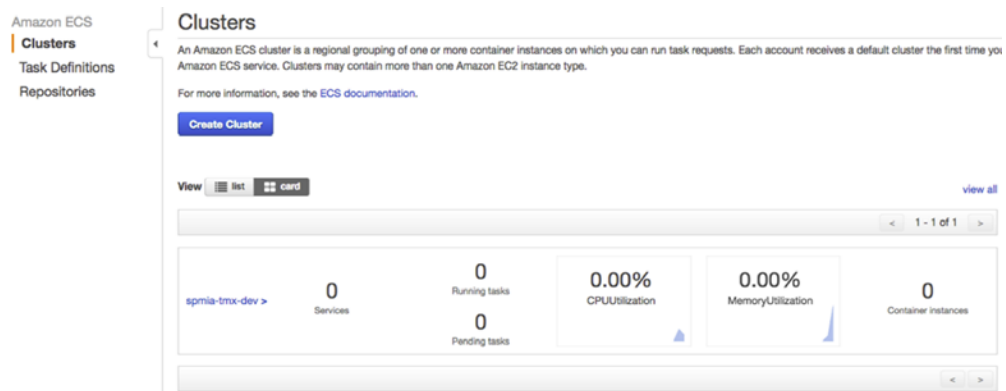 Amazon ECS
Clusters
Task Definitions
Repositories
Clusters
An Amazon ECS cluster is a regional grouping of one or more container instances on which you can run task requests. Each account receives a default cluster the first time you
Amazon ECS service. Clusters may contain more than one Amazon EC2 instance type.
For more information, see the ECS documentation.
Create Cluster
View list card
view all
< 1 - 1 of 1 >
spmia-tmx-dev >
0
Services
0
Running tasks
0
Pending tasks
0.00%
CPUUtilization
0.00%
MemoryUtilization
0
Container instances
< >